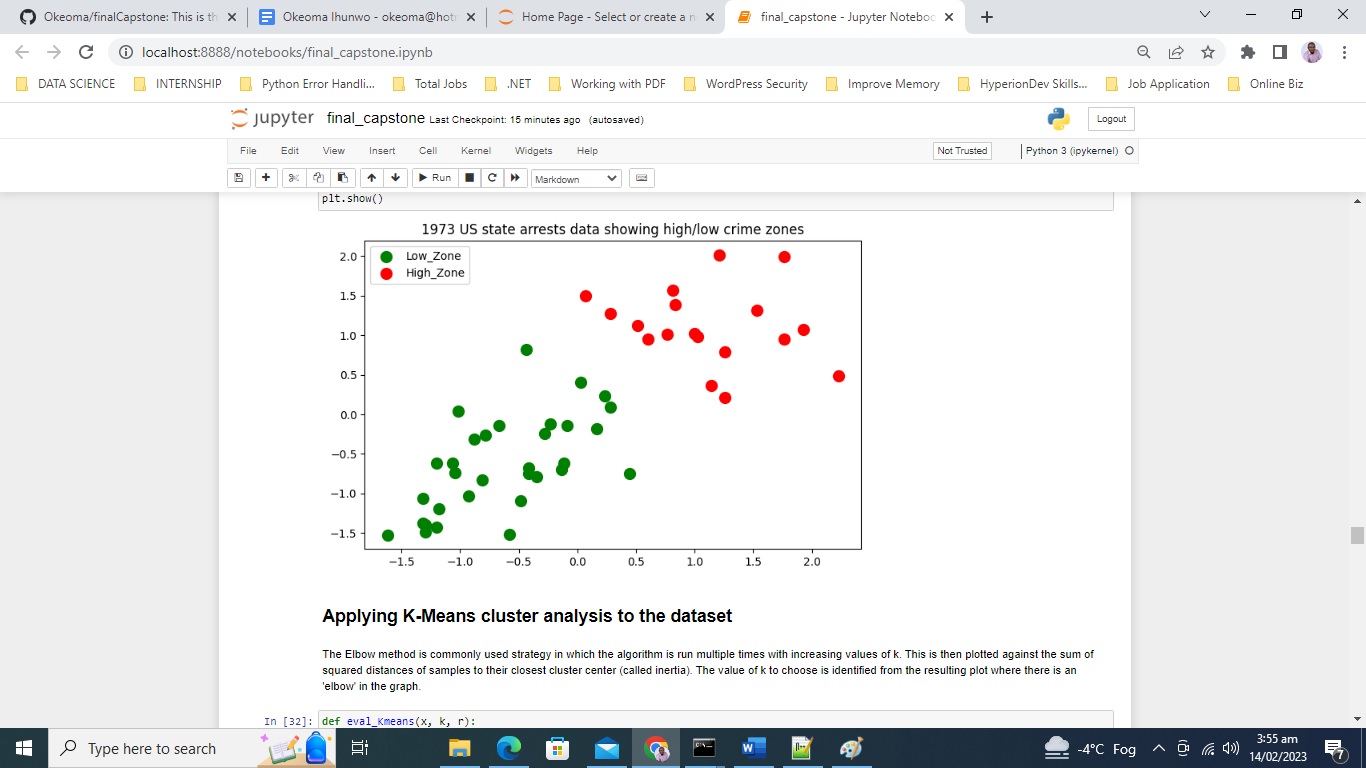 Okeoma/finalCapstone: This is th
Okeoma Ihunwo - okeoma@hotr
Home Page - Select or create a n
final_capstone - Jupyter Noteboo
localhost:8888/notebooks/final_capstone.ipynb
DATA SCIENCE
INTERNSHIP
Python Error Handli...
Total Jobs
.NET
Working with PDF
WordPress Security
Improve Memory
HyperionDev Skills...
Job Application
Online Biz
jupyter final_capstone Last Checkpoint: 15 minutes ago (autosaved)
Logout
File Edit View Insert Cell Kernel Widgets Help
Not Trusted
Python 3 (ipykernel)
Run
Markdown
plt.show()
1973 US state arrests data showing high/low crime zones
Low_Zone
High_Zone
2.0
1.5
1.0
0.5
0.0
−0.5
−1.0
−1.5
−1.5 −1.0 −0.5 0.0 0.5 1.0 1.5 2.0
Applying K-Means cluster analysis to the dataset
The Elbow method is commonly used strategy in which the algorithm is run multiple times with increasing values of k. This is then plotted against the sum of
squared distances of samples to their closest cluster center (called inertia). The value of k to choose is identified from the resulting plot where there is an
'elbow' in the graph.
In [32]: def eval_Kmeans(x, k, r):
Type here to search
-4°C Fog
3:55 am
14/02/2023
7